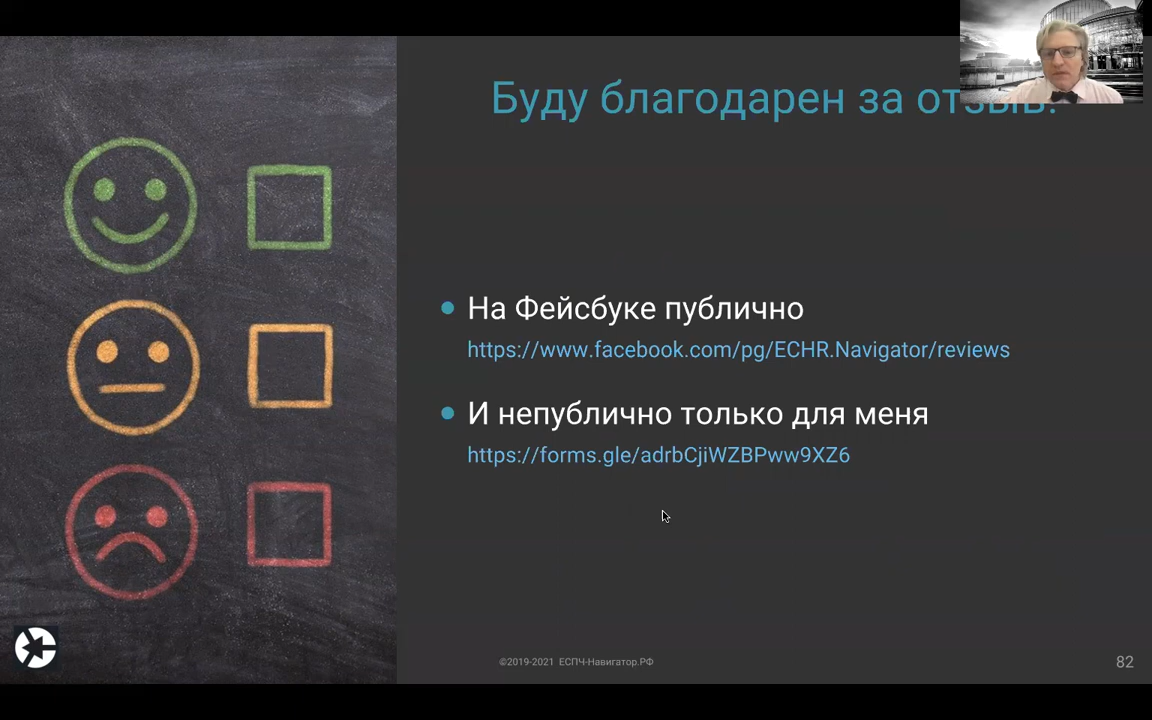 Буду благодарен за
На Фейсбуке публично
https://www.facebook.com/pg/ECHR.Navigator/reviews
И непублично только для меня
https://forms.gle/adrbCjiWZBPww9XZ6
©2019-2021 ЕСПЧ-Навигатор.РФ
82